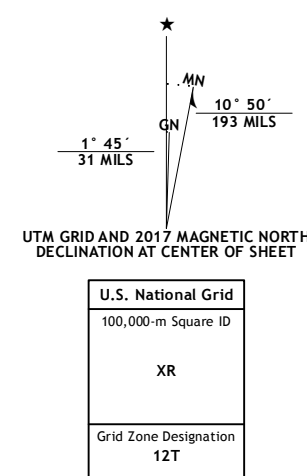 ★
MN
GN
1° 45´
31 MILS
10° 50´
193 MILS
UTM GRID AND 2017 MAGNETIC NORTH
DECLINATION AT CENTER OF SHEET
U.S. National Grid
100,000-m Square ID
XR
Grid Zone Designation
12T